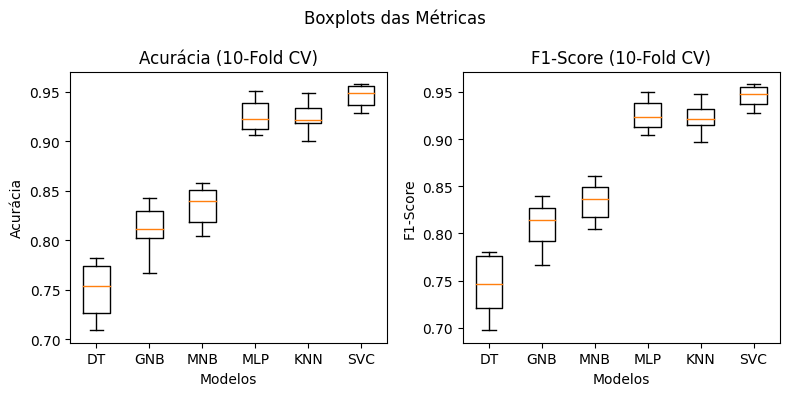 Boxplots das Métricas
Acurácia (10-Fold CV)
Acurácia
0.95
0.90
0.85
0.80
0.75
0.70
DT GNB MNB MLP KNN SVC
Modelos
F1-Score (10-Fold CV)
F1-Score
0.95
0.90
0.85
0.80
0.75
0.70
DT GNB MNB MLP KNN SVC
Modelos